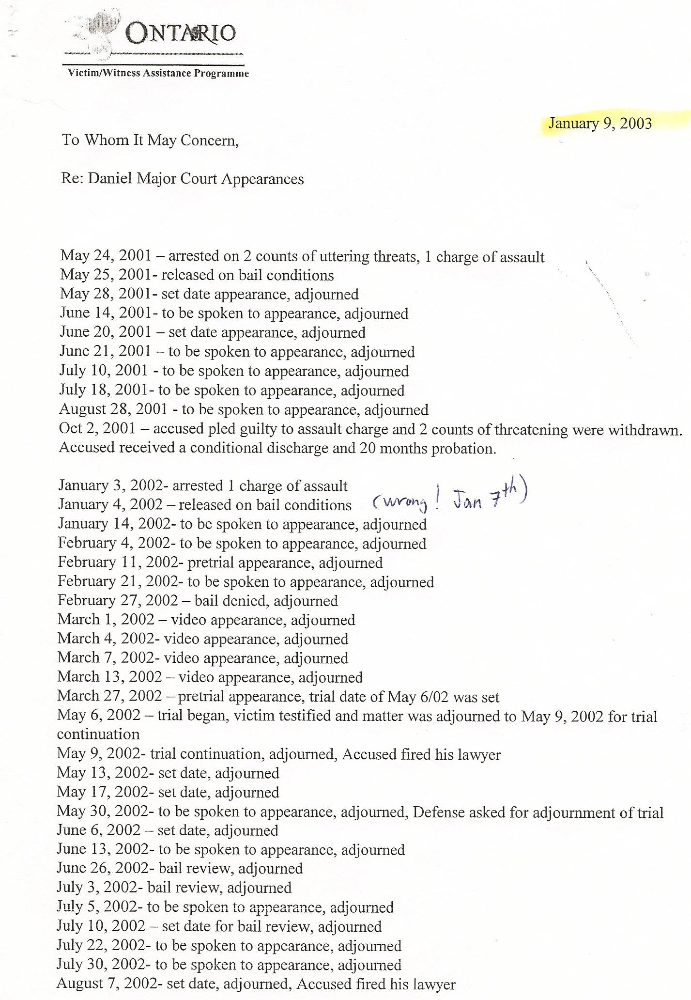 ONTARIO
Victim/Witness Assistance Programme
January 9, 2003
To Whom It May Concern,
Re: Daniel Major Court Appearances
May 24, 2001 – arrested on 2 counts of uttering threats, 1 charge of assault
May 25, 2001- released on bail conditions
May 28, 2001- set date appearance, adjourned
June 14, 2001- to be spoken to appearance, adjourned
June 20, 2001 – set date appearance, adjourned
June 21, 2001 – to be spoken to appearance, adjourned
July 10, 2001 - to be spoken to appearance, adjourned
July 18, 2001- to be spoken to appearance, adjourned
August 28, 2001 - to be spoken to appearance, adjourned
Oct 2, 2001 – accused pled guilty to assault charge and 2 counts of threatening were withdrawn.
Accused received a conditional discharge and 20 months probation.
January 3, 2002- arrested 1 charge of assault
January 4, 2002 – released on bail conditions (wrong! Jan 7th)
January 14, 2002- to be spoken to appearance, adjourned
February 4, 2002- to be spoken to appearance, adjourned
February 11, 2002- pretrial appearance, adjourned
February 21, 2002- to be spoken to appearance, adjourned
February 27, 2002 – bail denied, adjourned
March 1, 2002 – video appearance, adjourned
March 4, 2002- video appearance, adjourned
March 7, 2002- video appearance, adjourned
March 13, 2002 – video appearance, adjourned
March 27, 2002 – pretrial appearance, trial date of May 6/02 was set
May 6, 2002 – trial began, victim testified and matter was adjourned to May 9, 2002 for trial
continuation
May 9, 2002- trial continuation, adjourned, Accused fired his lawyer
May 13, 2002- set date, adjourned
May 17, 2002- set date, adjourned
May 30, 2002- to be spoken to appearance, adjourned, Defense asked for adjournment of trial
June 6, 2002 – set date, adjourned
June 13, 2002- to be spoken to appearance, adjourned
June 26, 2002- bail review, adjourned
July 3, 2002- bail review, adjourned
July 5, 2002- to be spoken to appearance, adjourned
July 10, 2002 – set date for bail review, adjourned
July 22, 2002- to be spoken to appearance, adjourned
July 30, 2002- to be spoken to appearance, adjourned
August 7, 2002- set date, adjourned, Accused fired his lawyer